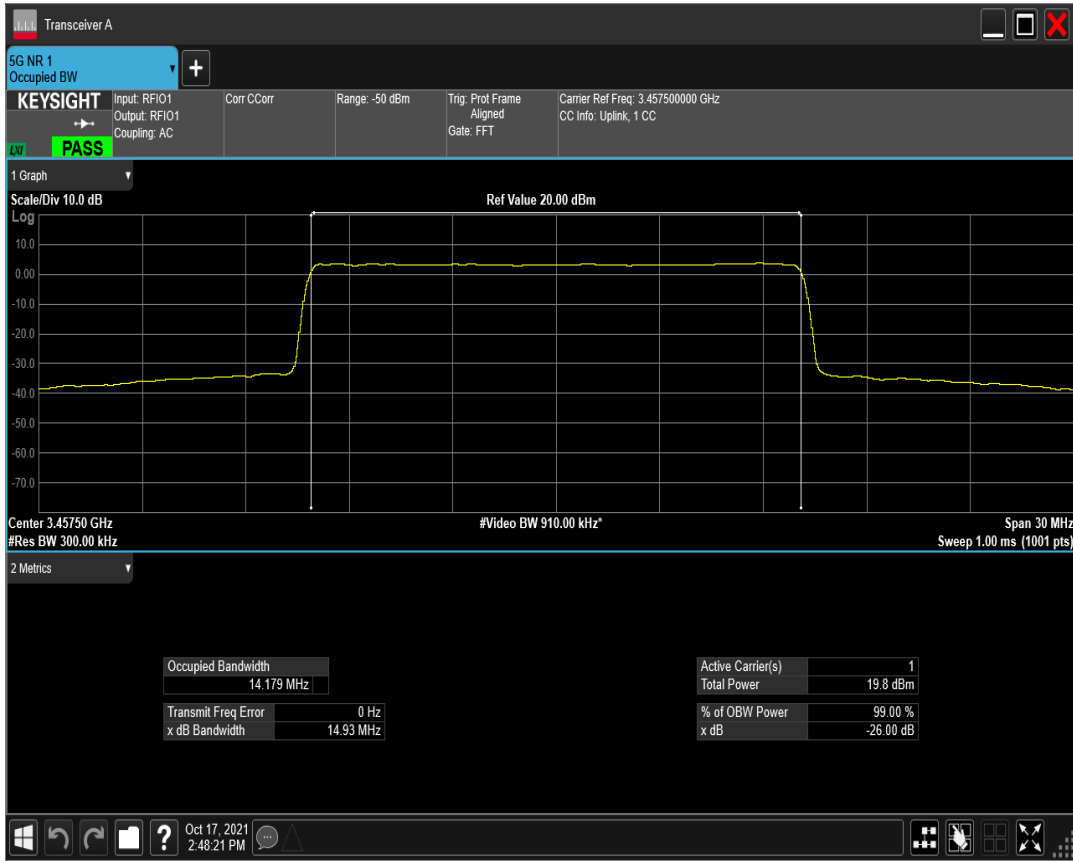 Transceiver A
5G NR 1
Occupied BW
KEYSIGHT
LXI
PASS
Input: RFIO1
Output: RFIO1
Coupling: AC
Corr CCorr
Range: -50 dBm
Trig: Prot Frame
Aligned
Gate: FFT
Carrier Ref Freq: 3.457500000 GHz
CC Info: Uplink, 1 CC
1 Graph
Scale/Div 10.0 dB
Ref Value 20.00 dBm
Log
10.0
0.00
-10.0
-20.0
-30.0
-40.0
-50.0
-60.0
-70.0
Center 3.45750 GHz
#Video BW 910.00 kHz*
Span 30 MHz
#Res BW 300.00 kHz
Sweep 1.00 ms (1001 pts)
2 Metrics
Occupied Bandwidth
14.179 MHz
Transmit Freq Error 0 Hz
x dB Bandwidth 14.93 MHz
Active Carrier(s) 1
Total Power 19.8 dBm
% of OBW Power 99.00 %
x dB -26.00 dB
Oct 17, 2021
2:48:21 PM